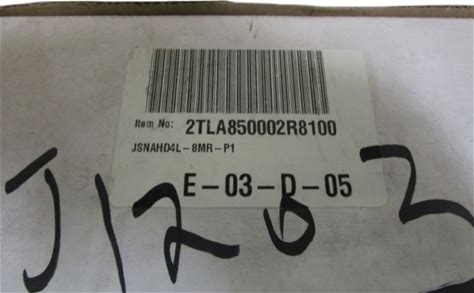 Item No: 2TLA850002R8100
JSNAHD4L-8MR-P1
E-03-D-05
J1203